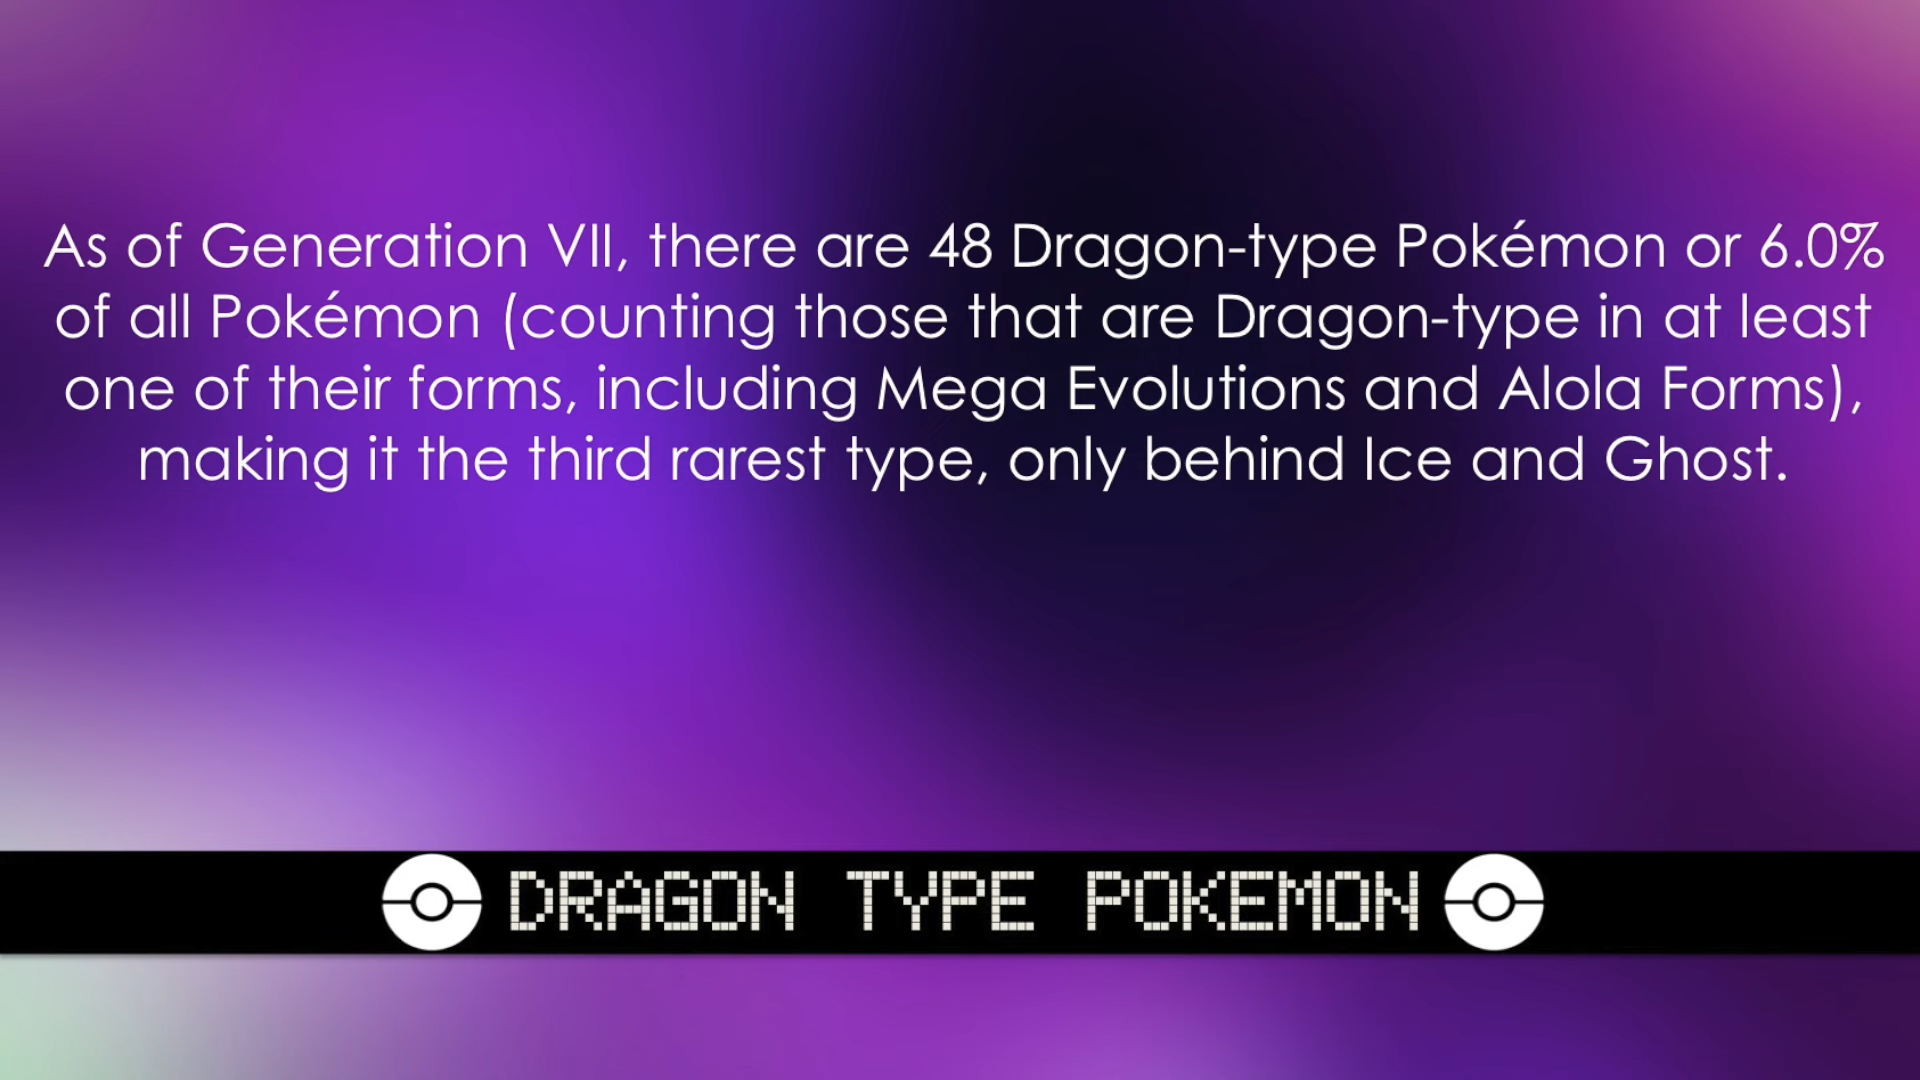 As of Generation VII, there are 48 Dragon-type Pokémon or 6.0%
of all Pokémon (counting those that are Dragon-type in at least
one of their forms, including Mega Evolutions and Alola Forms),
making it the third rarest type, only behind Ice and Ghost.
DRAGON TYPE POKEMON